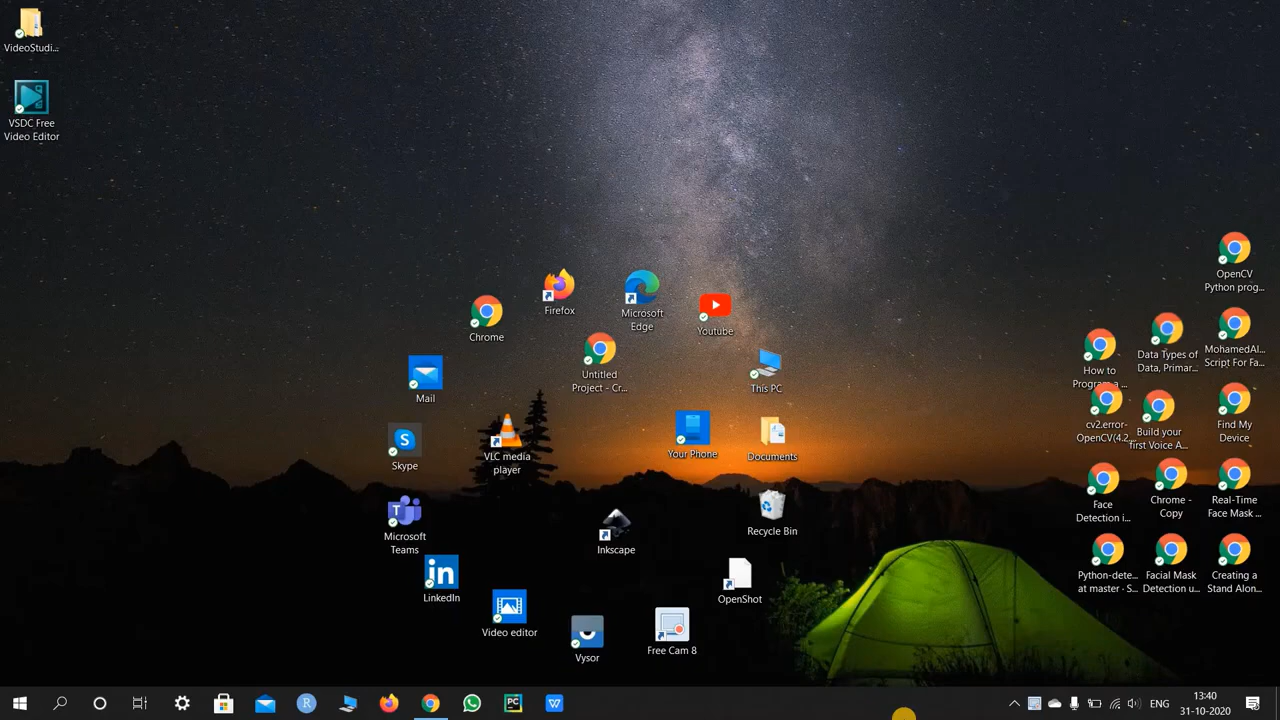 VideoStudi...
VSDC Free
Video Editor
OpenCV
Python prog...
Firefox
Microsoft
Edge
Youtube
Chrome
Untitled
Project - Cr...
This PC
Mail
How to
Program a ...
Data Types of
Data, Primar...
MohamedAl...
Script For Fa...
Skype
VLC media
player
Your Phone
Documents
cv2.error-
OpenCV(4.2...
Build your
first Voice A...
Find My
Device
Microsoft
Teams
Inkscape
Recycle Bin
Face
Detection i...
Chrome -
Copy
Real-Time
Face Mask ...
LinkedIn
in
OpenShot
Python-dete...
at master · S...
Facial Mask
Detection u...
Creating a
Stand Alon...
Video editor
Vysor
Free Cam 8
ENG
13:40
31-10-2020